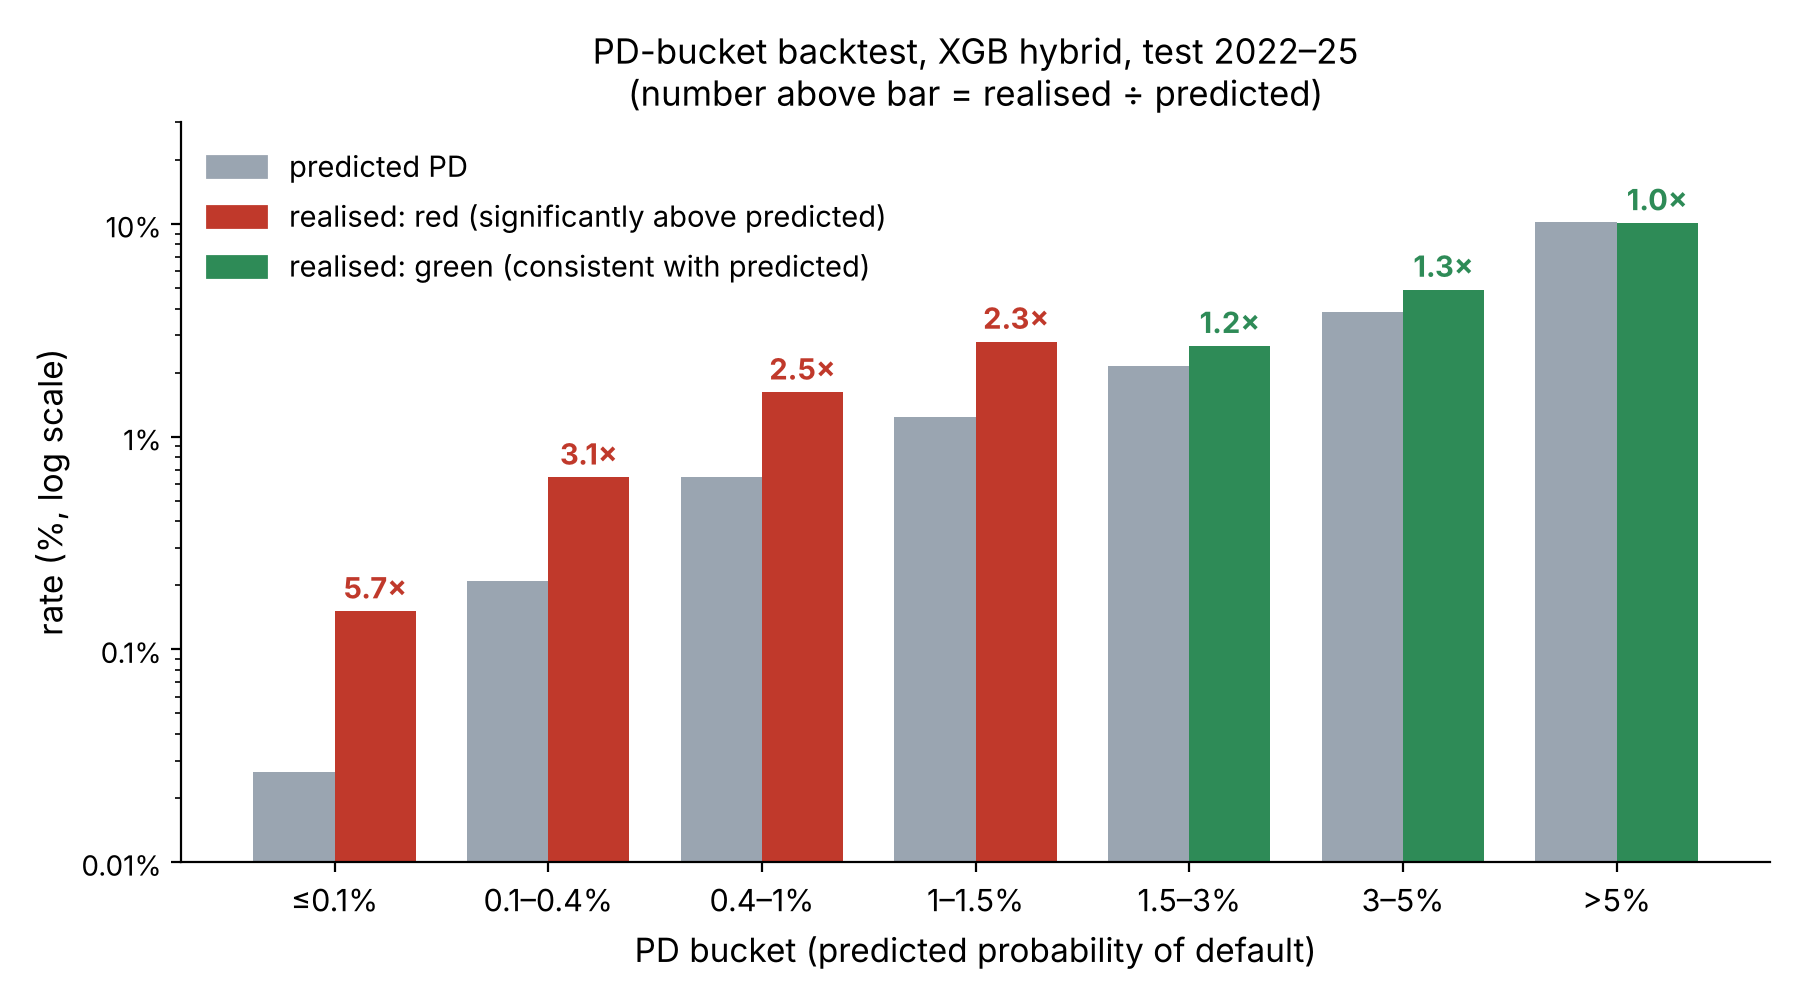 PD-bucket backtest, XGB hybrid, test 2022–25
(number above bar = realised ÷ predicted)
predicted PD
realised: red (significantly above predicted)
realised: green (consistent with predicted)
10%
1%
0.1%
0.01%
rate (%, log scale)
5.7×
3.1×
2.5×
2.3×
1.2×
1.3×
1.0×
≤0.1%
0.1–0.4%
0.4–1%
1–1.5%
1.5–3%
3–5%
>5%
PD bucket (predicted probability of default)